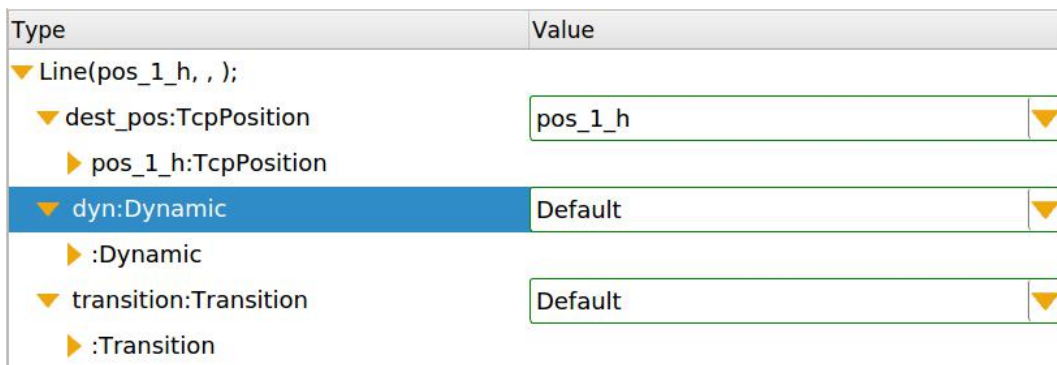 Type Value
Line(pos_1_h, , );
dest_pos:TcpPosition pos_1_h
pos_1_h:TcpPosition
dyn:Dynamic Default
:Dynamic
transition:Transition Default
:Transition